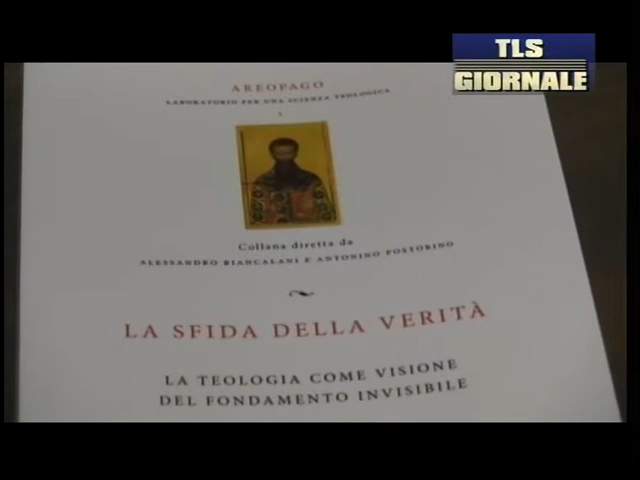 TLS
GIORNALE
AREOPAGO
LABORATORIO PER UNA SCIENZA TEOLOGICA
Collana diretta da
ALESSANDRO BIANCALANI E ANTONINO POSTORINO
LA SFIDA DELLA VERITÀ
LA TEOLOGIA COME VISIONE
DEL FONDAMENTO INVISIBILE